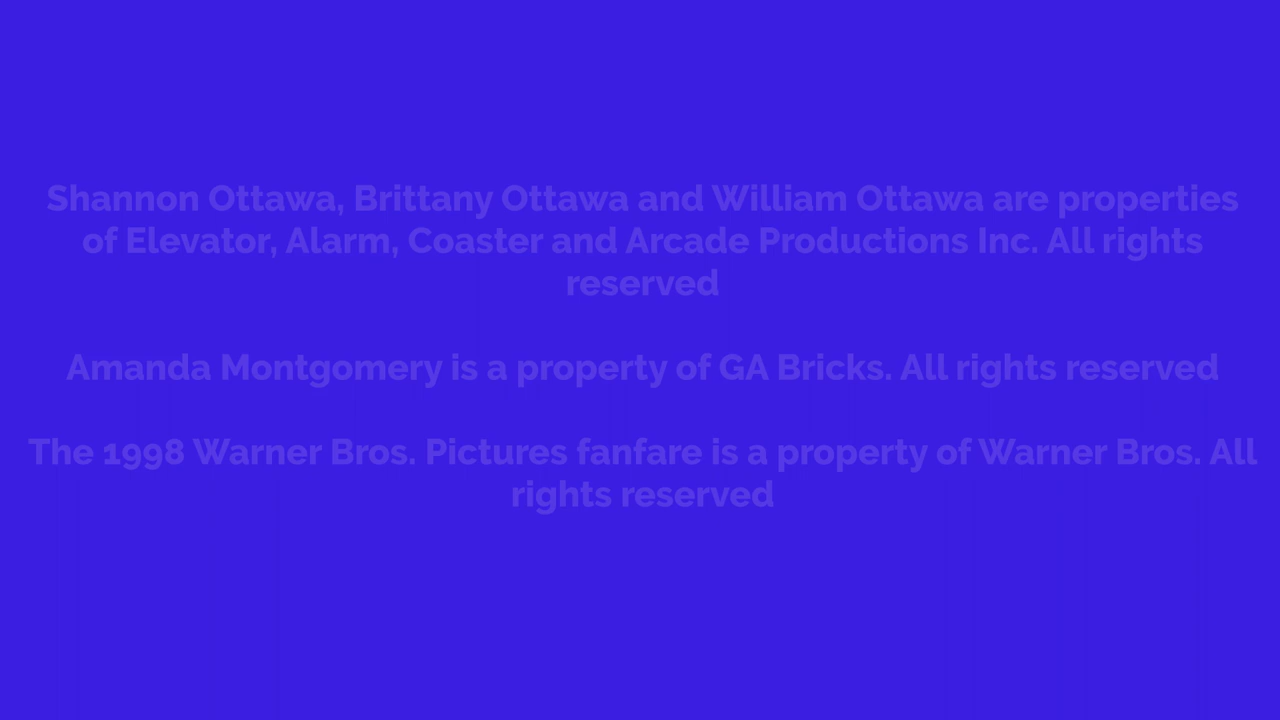 Shannon Ottawa, Brittany Ottawa and William Ottawa are properties
of Elevator, Alarm, Coaster and Arcade Productions Inc. All rights
reserved
Amanda Montgomery is a property of GA Bricks. All rights reserved
The 1998 Warner Bros. Pictures fanfare is a property of Warner Bros. All
rights reserved